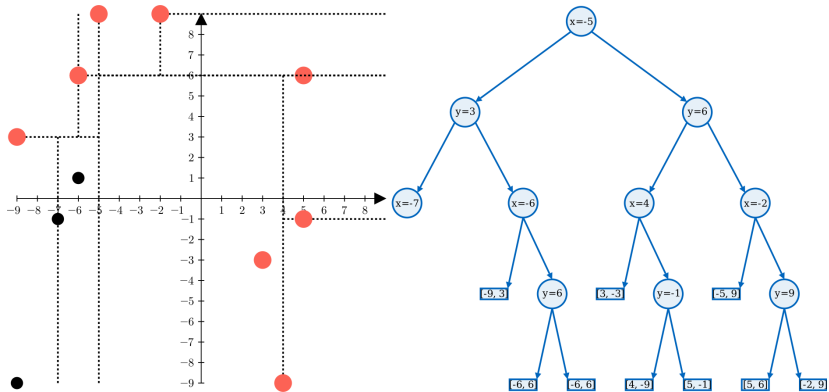 8
7
6
5
4
3
2
1
−9 −8 −7 −6 −5 −4 −3 −2 −1 1 2 3 4 5 6 7 8
−1
−2
−3
−4
−5
−6
−7
−8
−9
x=-5
y=3 y=6
x=-7 x=-6 x=4 x=-2
[-9, 3] y=6 [3, -3] y=-1 [-5, 9] y=9
[-6, 6] [-6, 6] [4, -9] [5, -1] [[5, 6] [-2, 9]